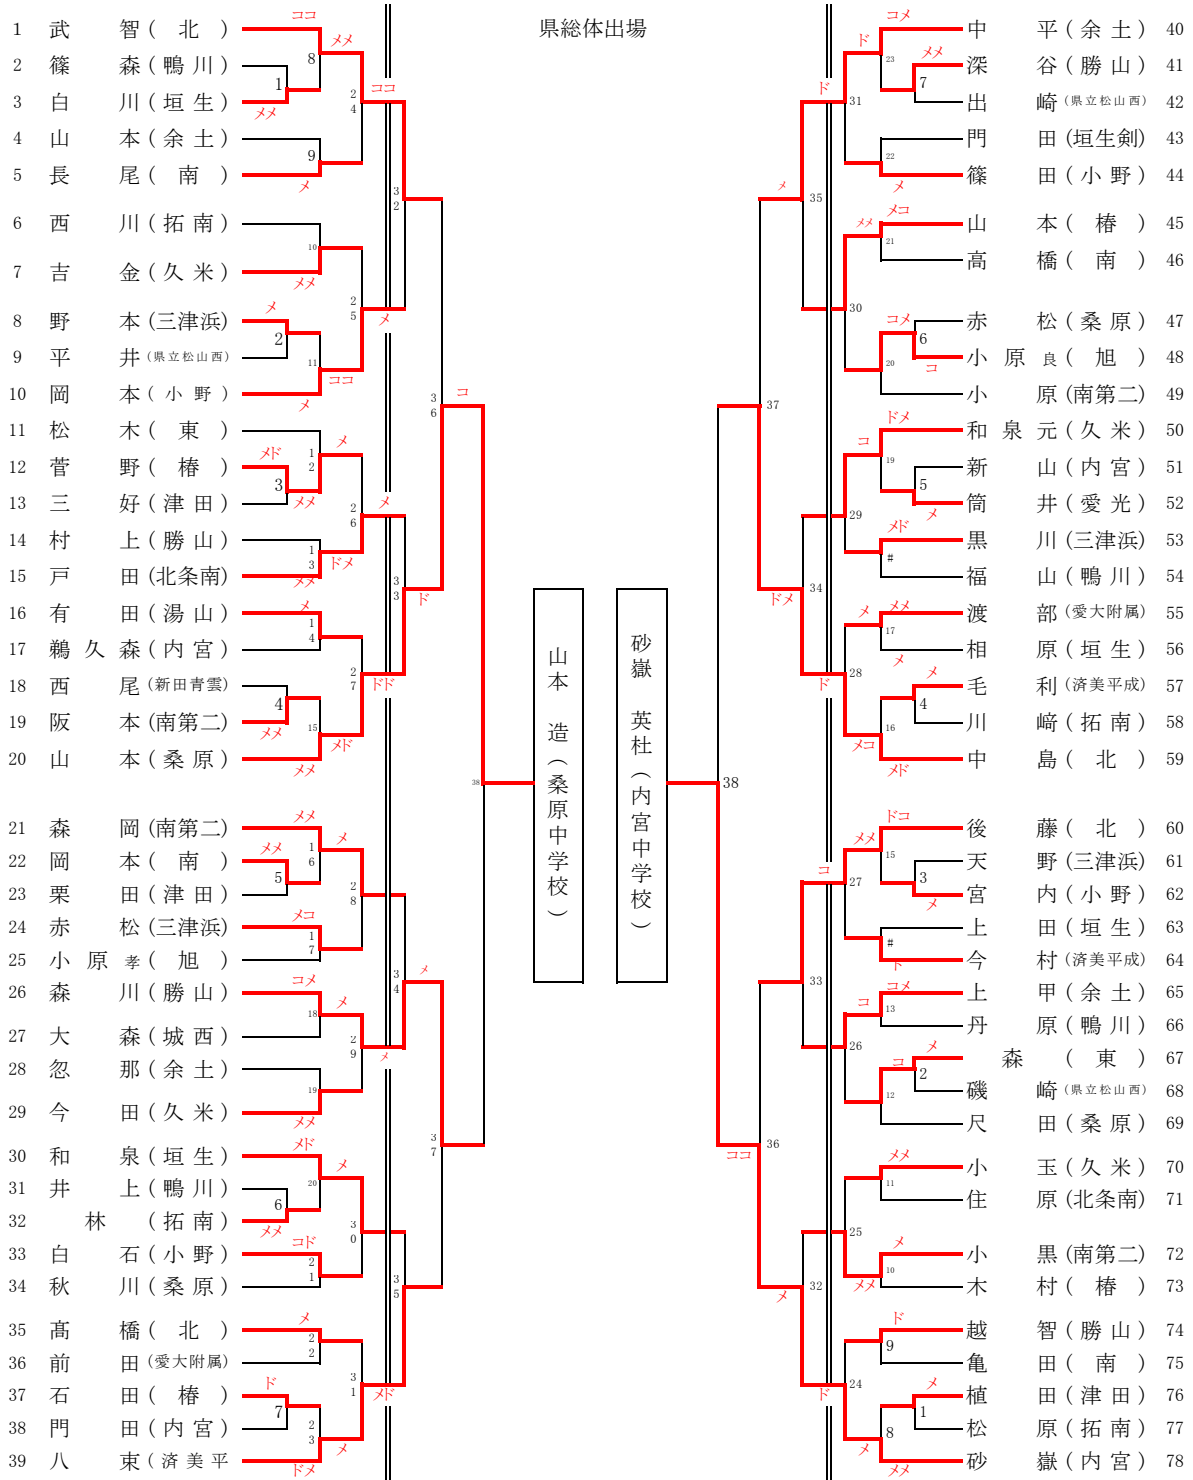 県総体出場
1 武智(北)
2 篠森(鴨川)
3 白川(垣生)
4 山本(余土)
5 長尾(南)
6 西川(拓南)
7 吉金(久米)
8 野本(三津浜)
9 平井(県立松山西)
10 岡本(小野)
11 松木(東)
12 菅野(椿)
13 三好(津田)
14 村上(勝山)
15 戸田(北条南)
16 有田(湯山)
17 鵜久森(内宮)
18 西尾(新田青雲)
19 阪本(南第二)
20 山本(桑原)
21 森岡(南第二)
22 岡本(南)
23 栗田(津田)
24 赤松(三津浜)
25 小原孝(旭)
26 森川(勝山)
27 大森(城西)
28 忽那(余土)
29 今田(久米)
30 和泉(垣生)
31 井上(鴨川)
32 林(拓南)
33 白石(小野)
34 秋川(桑原)
35 髙橋(北)
36 前田(愛大附属)
37 石田(椿)
38 門田(内宮)
39 八束(済美平
山本 造(桑原中学校)
砂嶽 英杜(内宮中学校)
中平(余土) 40
深谷(勝山) 41
出崎(県立松山西) 42
門田(垣生剣) 43
篠田(小野) 44
山本(椿) 45
高橋(南) 46
赤松(桑原) 47
小原良(旭) 48
小原(南第二) 49
和泉元(久米) 50
新山(内宮) 51
筒井(愛光) 52
黒川(三津浜) 53
福山(鴨川) 54
渡部(愛大附属) 55
相原(垣生) 56
毛利(済美平成) 57
川﨑(拓南) 58
中島(北) 59
後藤(北) 60
天野(三津浜) 61
宮内(小野) 62
上田(垣生) 63
今村(済美平成) 64
上甲(余土) 65
丹原(鴨川) 66
森(東) 67
磯崎(県立松山西) 68
尺田(桑原) 69
小玉(久米) 70
住原(北条南) 71
小黒(南第二) 72
木村(椿) 73
越智(勝山) 74
亀田(南) 75
植田(津田) 76
松原(拓南) 77
砂嶽(内宮) 78